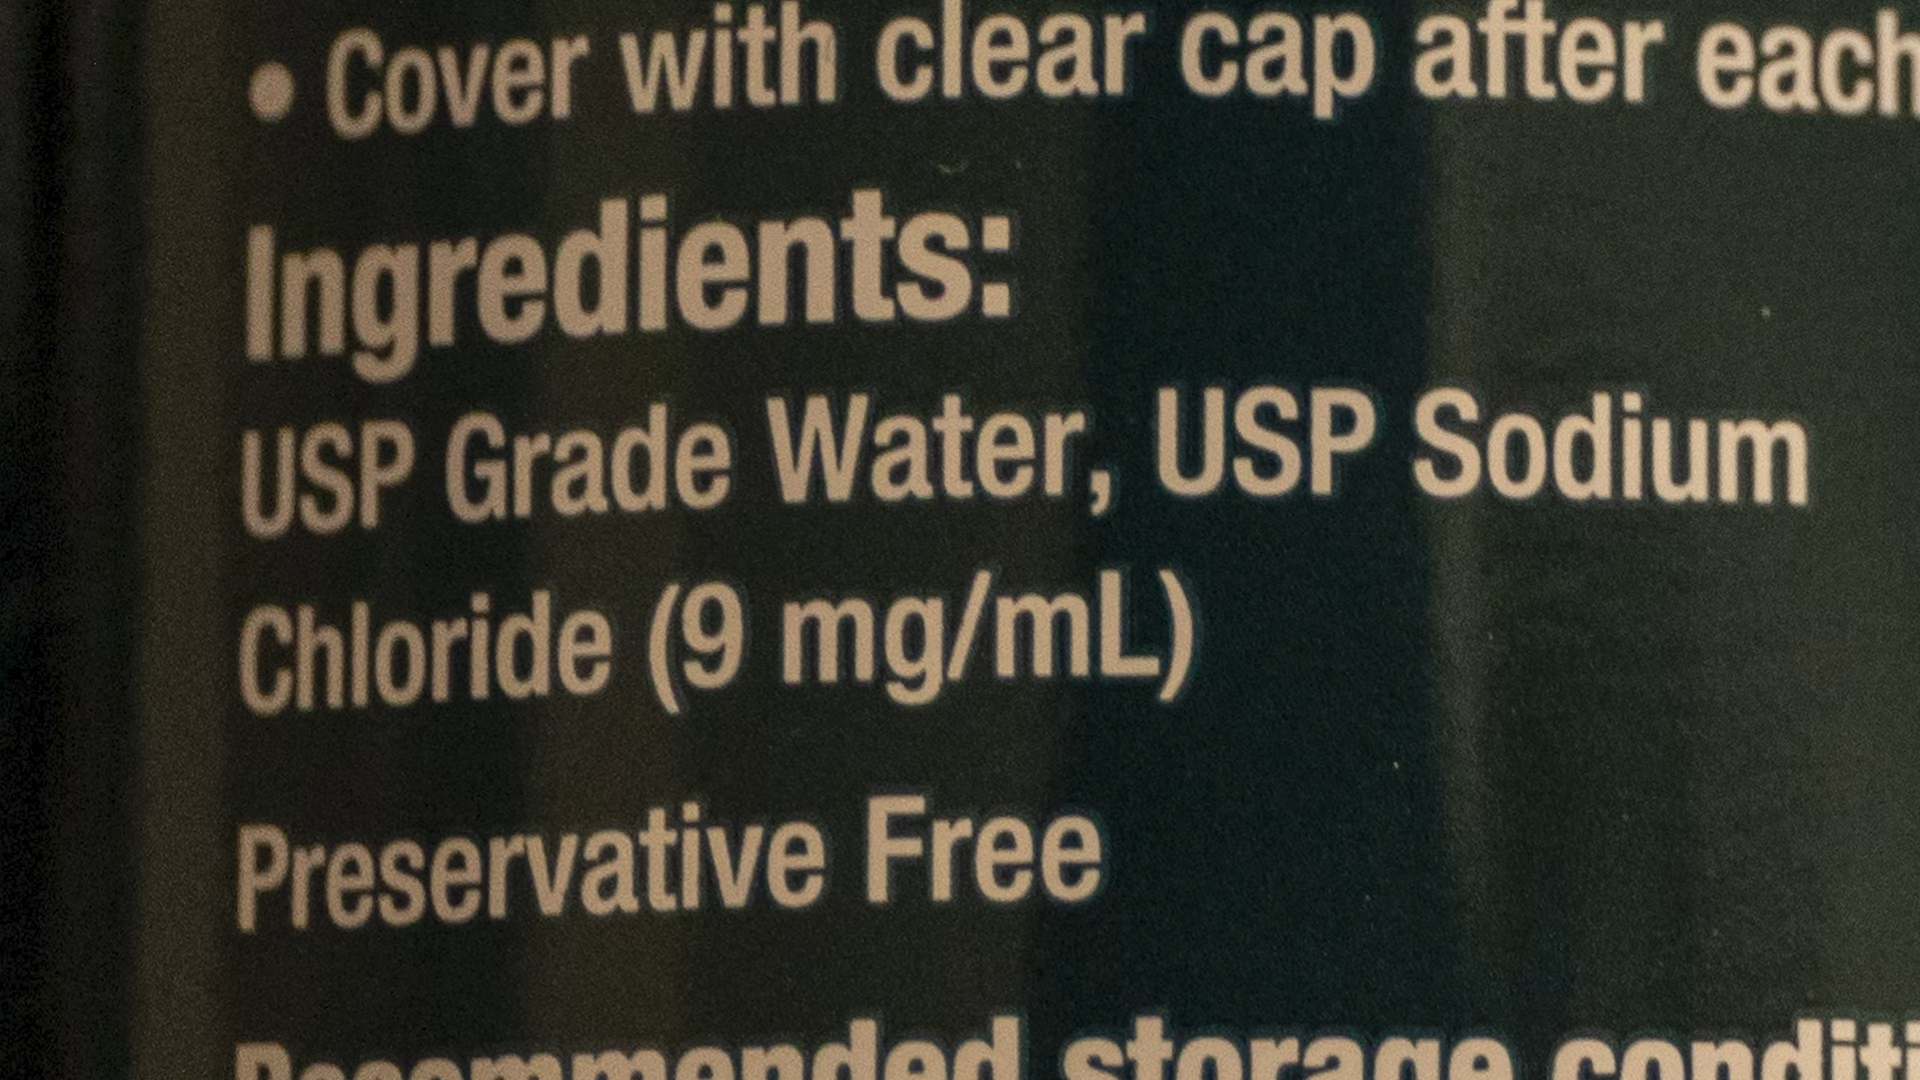 • Cover with clear cap after each
Ingredients:
USP Grade Water, USP Sodium
Chloride (9 mg/mL)
Preservative Free
Recommended storage conditi